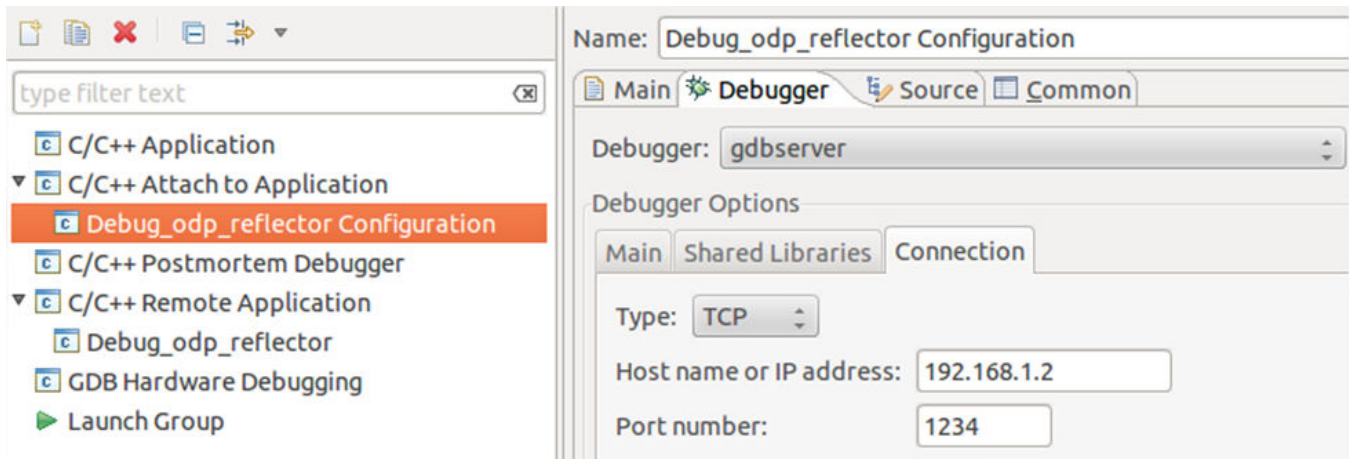 type filter text
C/C++ Application
C/C++ Attach to Application
Debug_odp_reflector Configuration
C/C++ Postmortem Debugger
C/C++ Remote Application
Debug_odp_reflector
GDB Hardware Debugging
Launch Group
Name: Debug_odp_reflector Configuration
Main Debugger Source Common
Debugger: gdbserver
Debugger Options
Main Shared Libraries Connection
Type: TCP
Host name or IP address: 192.168.1.2
Port number: 1234